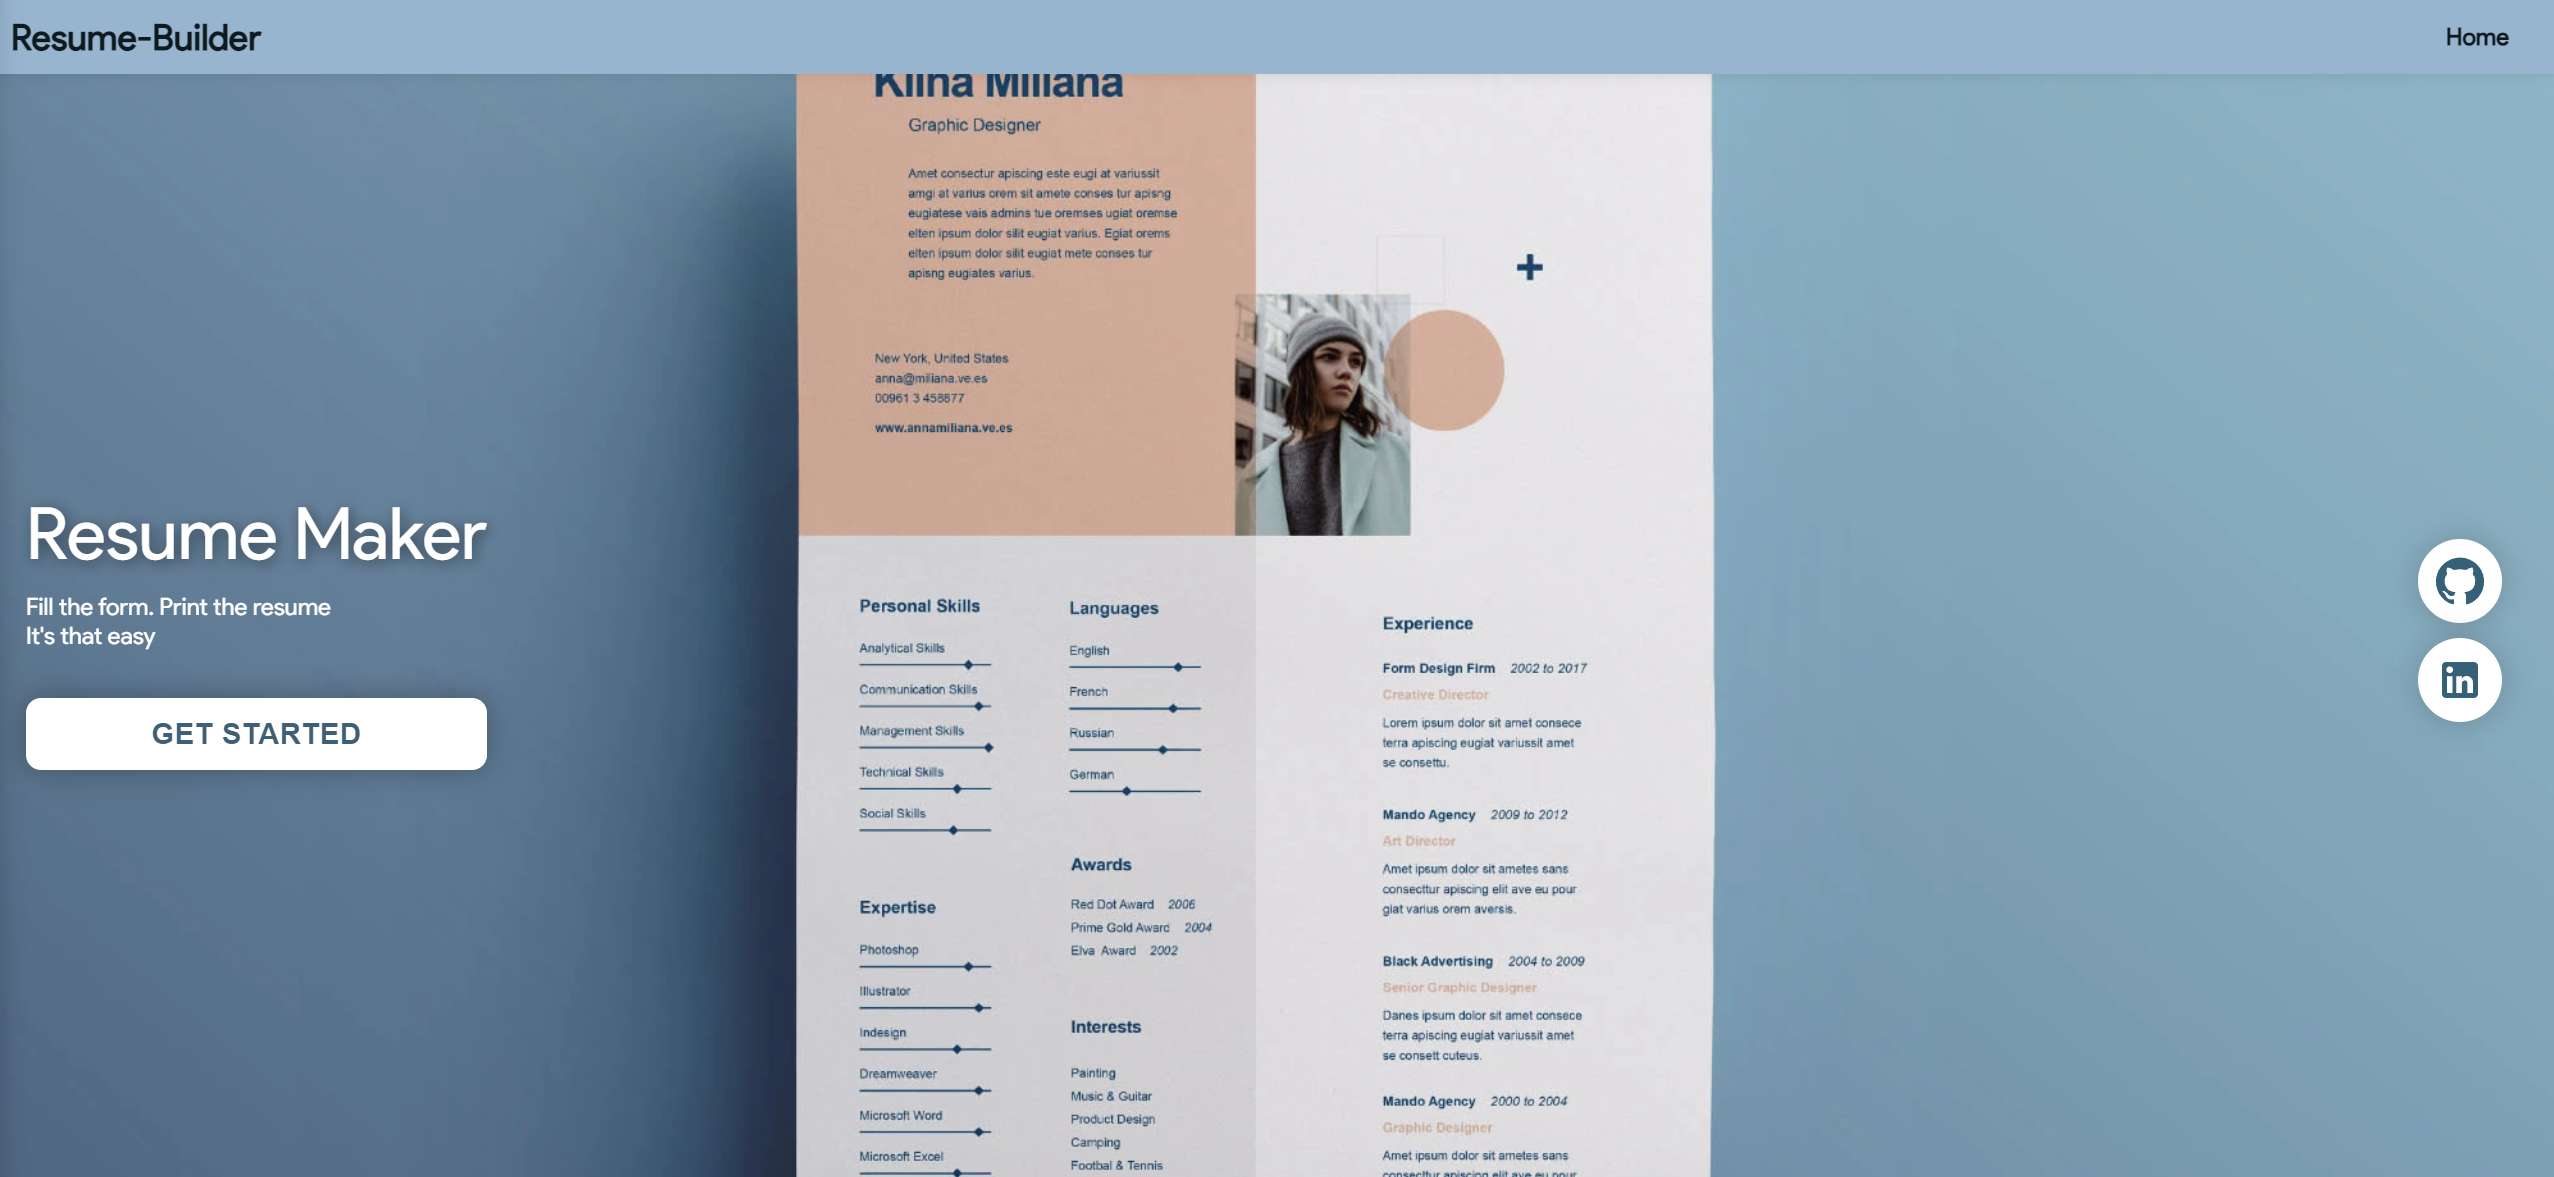 Resume-Builder
Home
Klina Miliana
Graphic Designer
Amet consectur apiscing este eugi at variussit
amgi at varius orem sit amete conses tur apisng
eugiatese vais admins tue oremses ugiat oremse
elten ipsum dolor silit eugiat varius. Egiat orems
elten ipsum dolor silit eugiat mete conses tur
apisng eugiates varius.
New York, United States
anna@miliana.ve.es
00961 3 458877
www.annamiliana.ve.es
Resume Maker
Fill the form. Print the resume
It's that easy
GET STARTED
Personal Skills
Analytical Skills
Communication Skills
Management Skills
Technical Skills
Social Skills
Expertise
Photoshop
Illustrator
Indesign
Dreamweaver
Microsoft Word
Microsoft Excel
Languages
English
French
Russian
German
Awards
Red Dot Award 2006
Prime Gold Award 2004
Elva Award 2002
Interests
Painting
Music & Guitar
Product Design
Camping
Footbal & Tennis
Experience
Form Design Firm 2002 to 2017
Creative Director
Lorem ipsum dolor sit amet consece
terra apiscing eugiat variussit amet
se consettu.
Mando Agency 2009 to 2012
Art Director
Amet ipsum dolor sit ametes sans
consecttur apiscing elit ave eu pour
giat varius orem aversis.
Black Advertising 2004 to 2009
Senior Graphic Designer
Danes ipsum dolor sit amet consece
terra apiscing eugiat variussit amet
se consett cuteus.
Mando Agency 2000 to 2004
Graphic Designer
Amet ipsum dolor sit ametes sans
consecttur apiscing elit ave eu pour
in